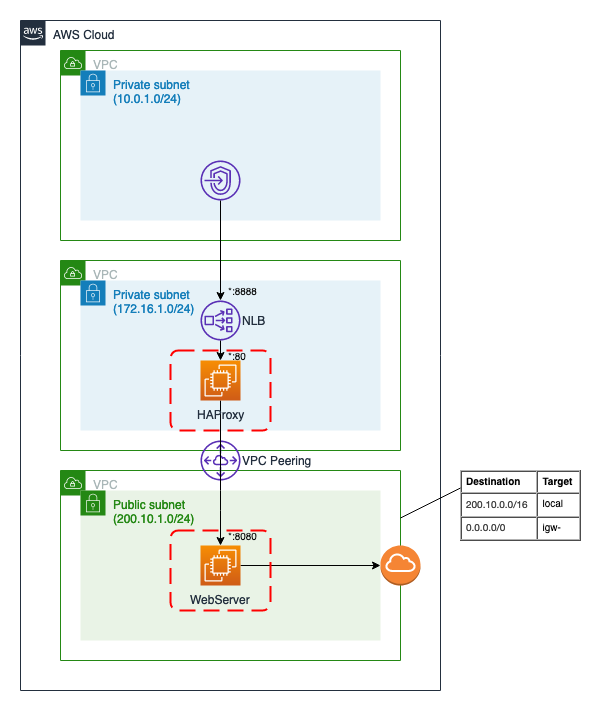 aws
AWS Cloud
VPC
Private subnet
(10.0.1.0/24)
VPC
Private subnet
(172.16.1.0/24)
*:8888
NLB
*:80
HAProxy
VPC Peering
VPC
Public subnet
(200.10.1.0/24)
*:8080
WebServer
Destination Target
200.10.0.0/16 local
0.0.0.0/0 igw-